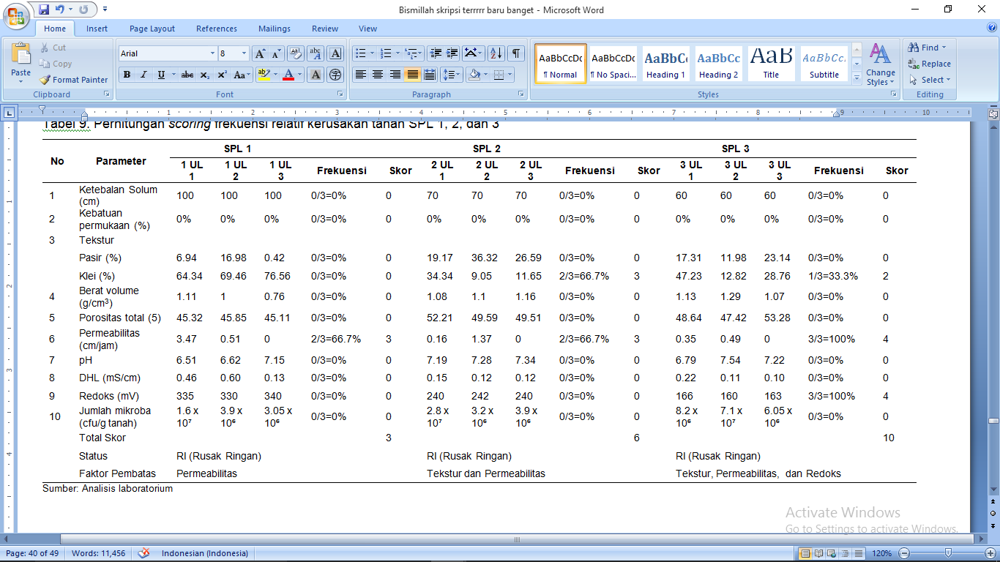 Bismillah skripsi terrrrr baru banget - Microsoft Word
Home Insert Page Layout References Mailings Review View
Paste
Cut
Copy
Format Painter
Clipboard
Arial 8
B I U abc x₂ x² Aa
Font
Paragraph
AaBbCcDc AaBbCcDc AaBbC AaBbCc AaB AaBbCc.
¶ Normal ¶ No Spaci... Heading 1 Heading 2 Title Subtitle
Change Styles
Styles
Find
Replace
Select
Editing
1 2 3 4 5 6 7 8 9 10
Tabel 9. Perhitungan scoring frekuensi relatif kerusakan tanah SPL 1, 2, dan 3
No Parameter SPL 1 SPL 2 SPL 3
1 UL 1 1 UL 2 1 UL 3 Frekuensi Skor 2 UL 1 2 UL 2 2 UL 3 Frekuensi Skor 3 UL 1 3 UL 2 3 UL 3 Frekuensi Skor
1 Ketebalan Solum (cm) 100 100 100 0/3=0% 0 70 70 70 0/3=0% 0 60 60 60 0/3=0% 0
2 Kebatuan permukaan (%) 0% 0% 0% 0/3=0% 0 0% 0% 0% 0/3=0% 0 0% 0% 0% 0/3=0% 0
3 Tekstur
Pasir (%) 6.94 16.98 0.42 0/3=0% 0 19.17 36.32 26.59 0/3=0% 0 17.31 11.98 23.14 0/3=0% 0
Klei (%) 64.34 69.46 76.56 0/3=0% 0 34.34 9.05 11.65 2/3=66.7% 3 47.23 12.82 28.76 1/3=33.3% 2
4 Berat volume (g/cm³) 1.11 1 0.76 0/3=0% 0 1.08 1.1 1.16 0/3=0% 0 1.13 1.29 1.07 0/3=0% 0
5 Porositas total (5) 45.32 45.85 45.11 0/3=0% 0 52.21 49.59 49.51 0/3=0% 0 48.64 47.42 53.28 0/3=0% 0
6 Permeabilitas (cm/jam) 3.47 0.51 0 2/3=66.7% 3 0.16 1.37 0 2/3=66.7% 3 0.35 0.49 0 3/3=100% 4
7 pH 6.51 6.62 7.15 0/3=0% 0 7.19 7.28 7.34 0/3=0% 0 6.79 7.54 7.22 0/3=0% 0
8 DHL (mS/cm) 0.46 0.60 0.13 0/3=0% 0 0.15 0.12 0.12 0/3=0% 0 0.22 0.11 0.10 0/3=0% 0
9 Redoks (mV) 335 330 340 0/3=0% 0 240 242 240 0/3=0% 0 166 160 163 3/3=100% 4
10 Jumlah mikroba (cfu/g tanah) 1.6 x 10⁷ 3.9 x 10⁶ 3.05 x 10⁶ 0/3=0% 0 2.8 x 10⁷ 3.2 x 10⁶ 3.9 x 10⁶ 0/3=0% 0 8.2 x 10⁶ 7.1 x 10⁷ 6.05 x 10⁶ 0/3=0% 0
Total Skor 3 6 10
Status RI (Rusak Ringan) RI (Rusak Ringan) RI (Rusak Ringan)
Faktor Pembatas Permeabilitas Tekstur dan Permeabilitas Tekstur, Permeabilitas, dan Redoks
Sumber: Analisis laboratorium
Activate Windows
Go to Settings to activate Windows.
Page: 40 of 49 Words: 11,456 Indonesian (Indonesia) 120%